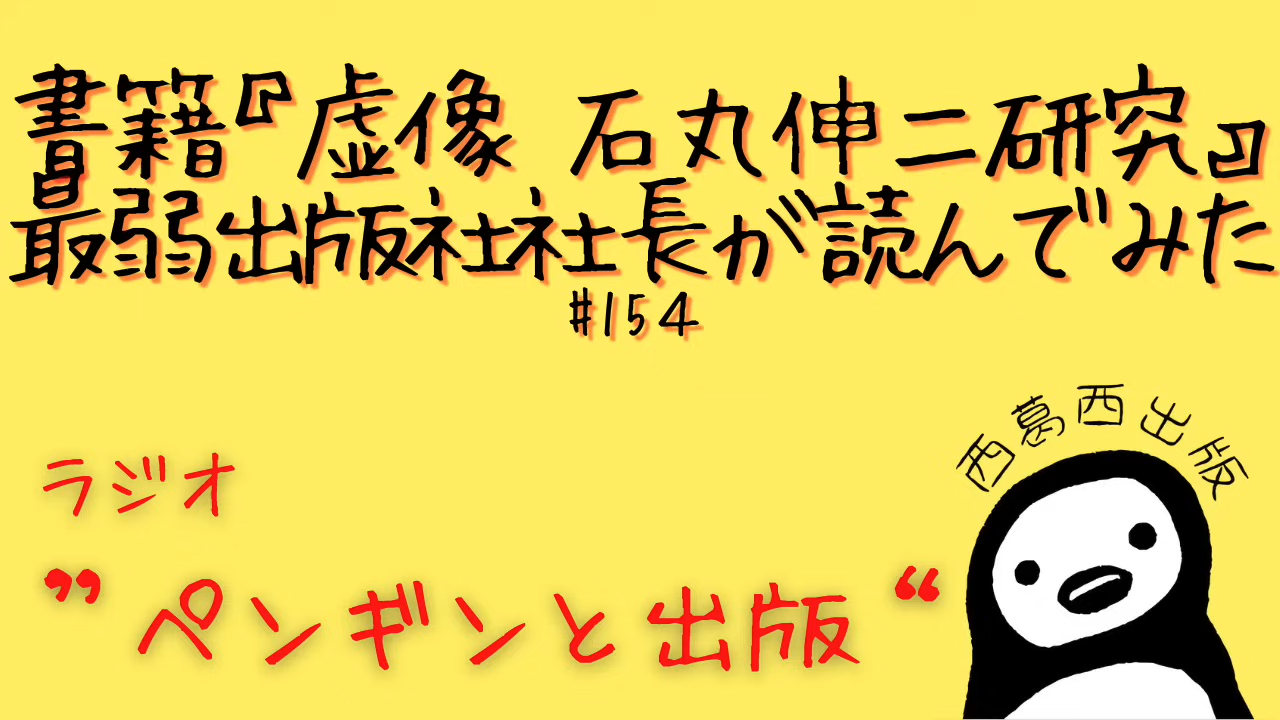 書籍『虚像 石丸伸二研究』
最弱出版社社長が読んでみた
#154
西葛西出版
ラジオ
”ペンギンと出版“